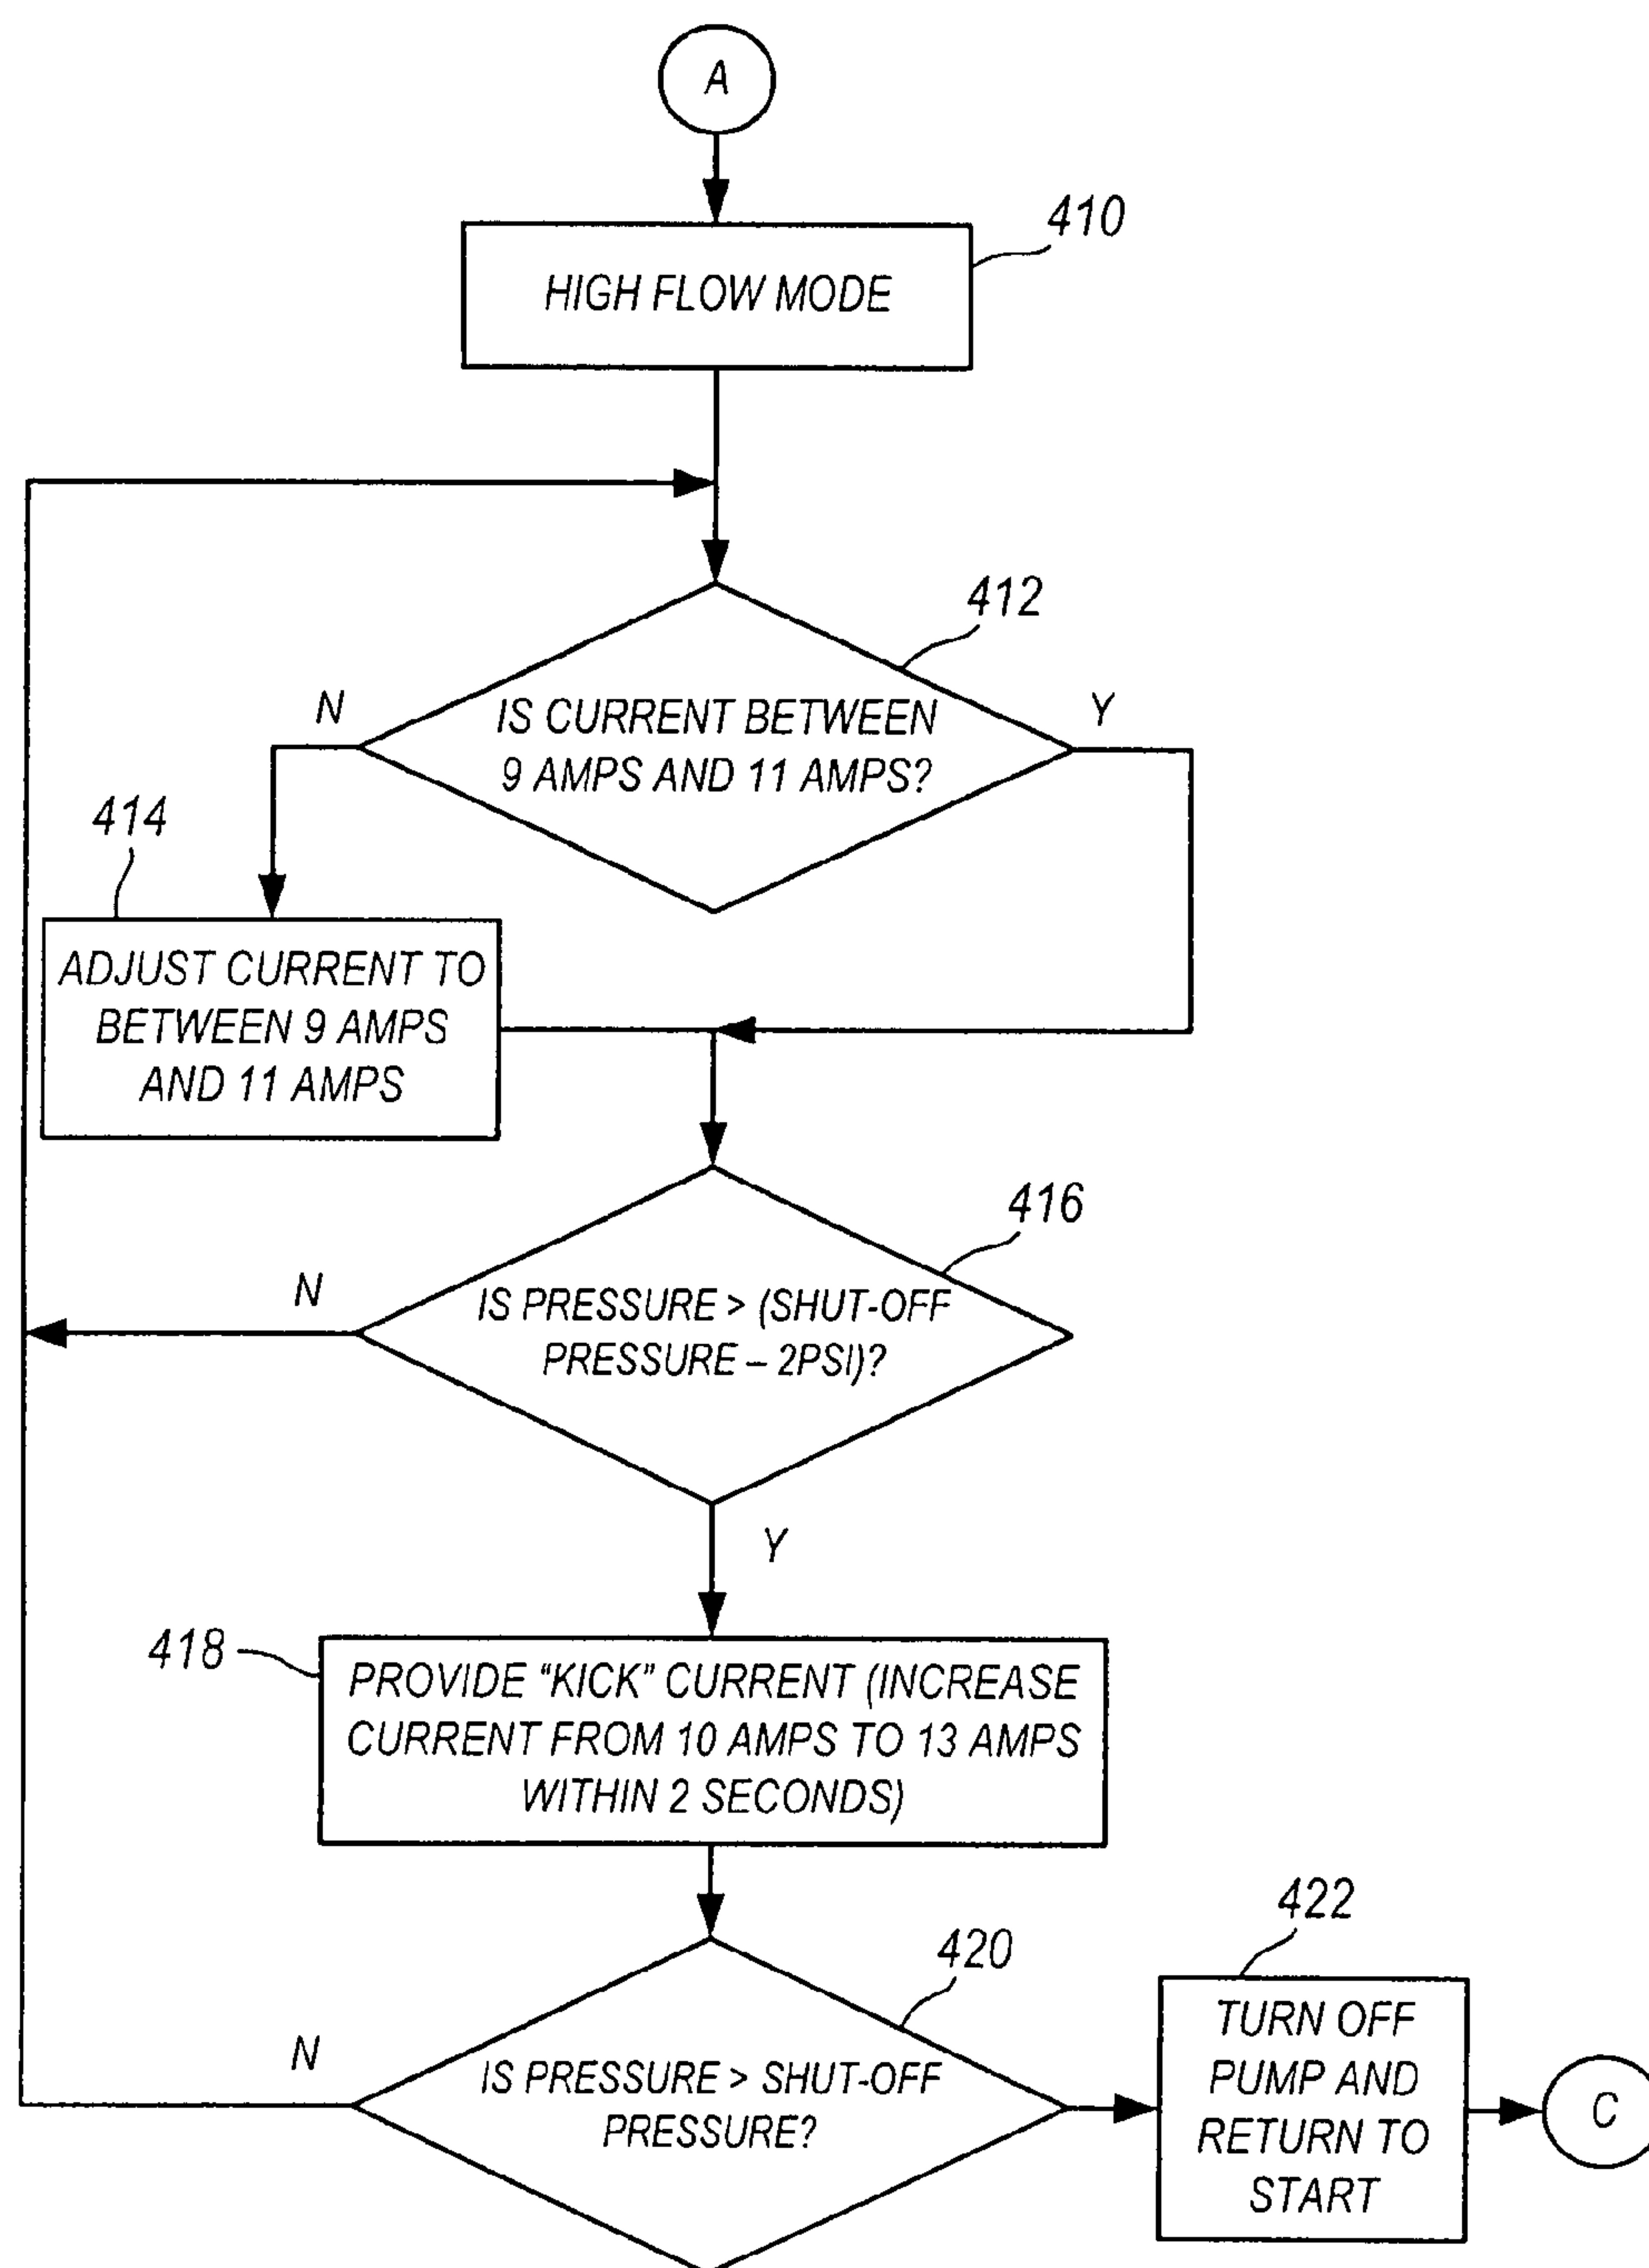 A
410
HIGH FLOW MODE
412
N
IS CURRENT BETWEEN
9 AMPS AND 11 AMPS?
Y
414
ADJUST CURRENT TO
BETWEEN 9 AMPS
AND 11 AMPS
416
N
IS PRESSURE > (SHUT-OFF
PRESSURE – 2PSI)?
Y
418
PROVIDE "KICK" CURRENT (INCREASE
CURRENT FROM 10 AMPS TO 13 AMPS
WITHIN 2 SECONDS)
420
N
IS PRESSURE > SHUT-OFF
PRESSURE?
422
TURN OFF
PUMP AND
RETURN TO
START
C